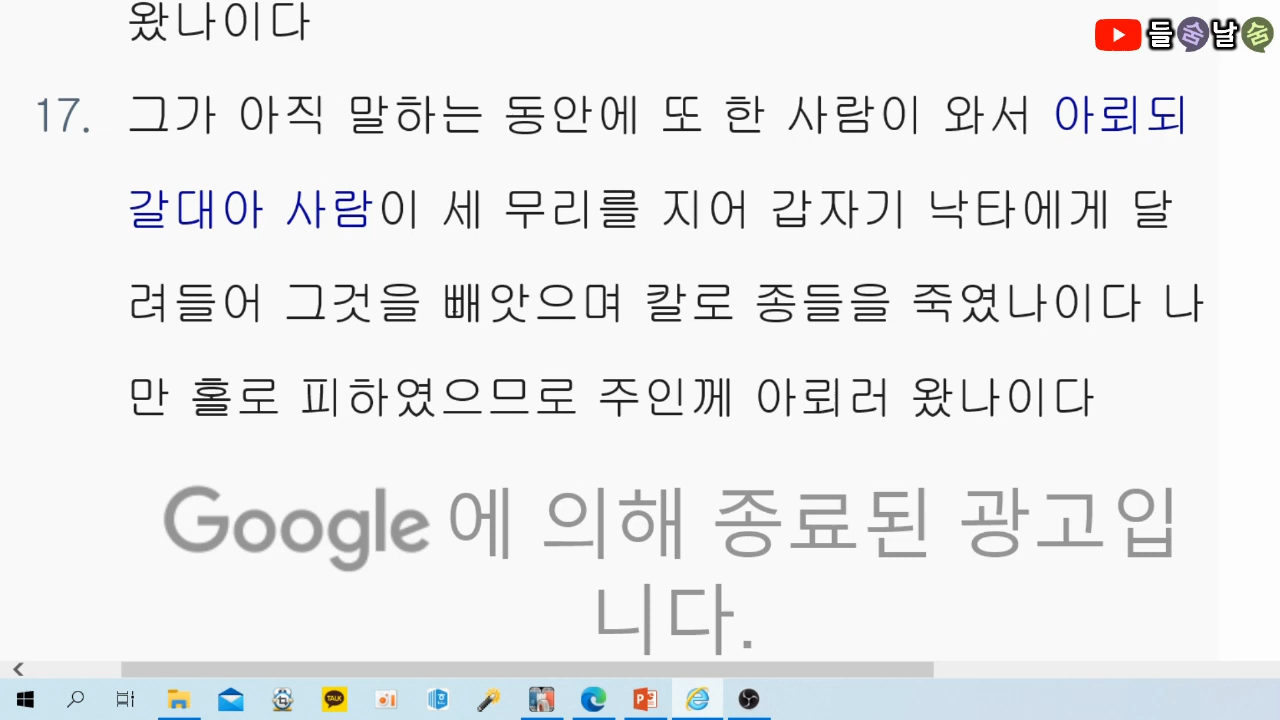 왔나이다
들숨날숨
17. 그가 아직 말하는 동안에 또 한 사람이 와서 아뢰되
갈대아 사람이 세 무리를 지어 갑자기 낙타에게 달
려들어 그것을 빼앗으며 칼로 종들을 죽였나이다 나
만 홀로 피하였으므로 주인께 아뢰러 왔나이다
Google에 의해 종료된 광고입
니다.
TALK